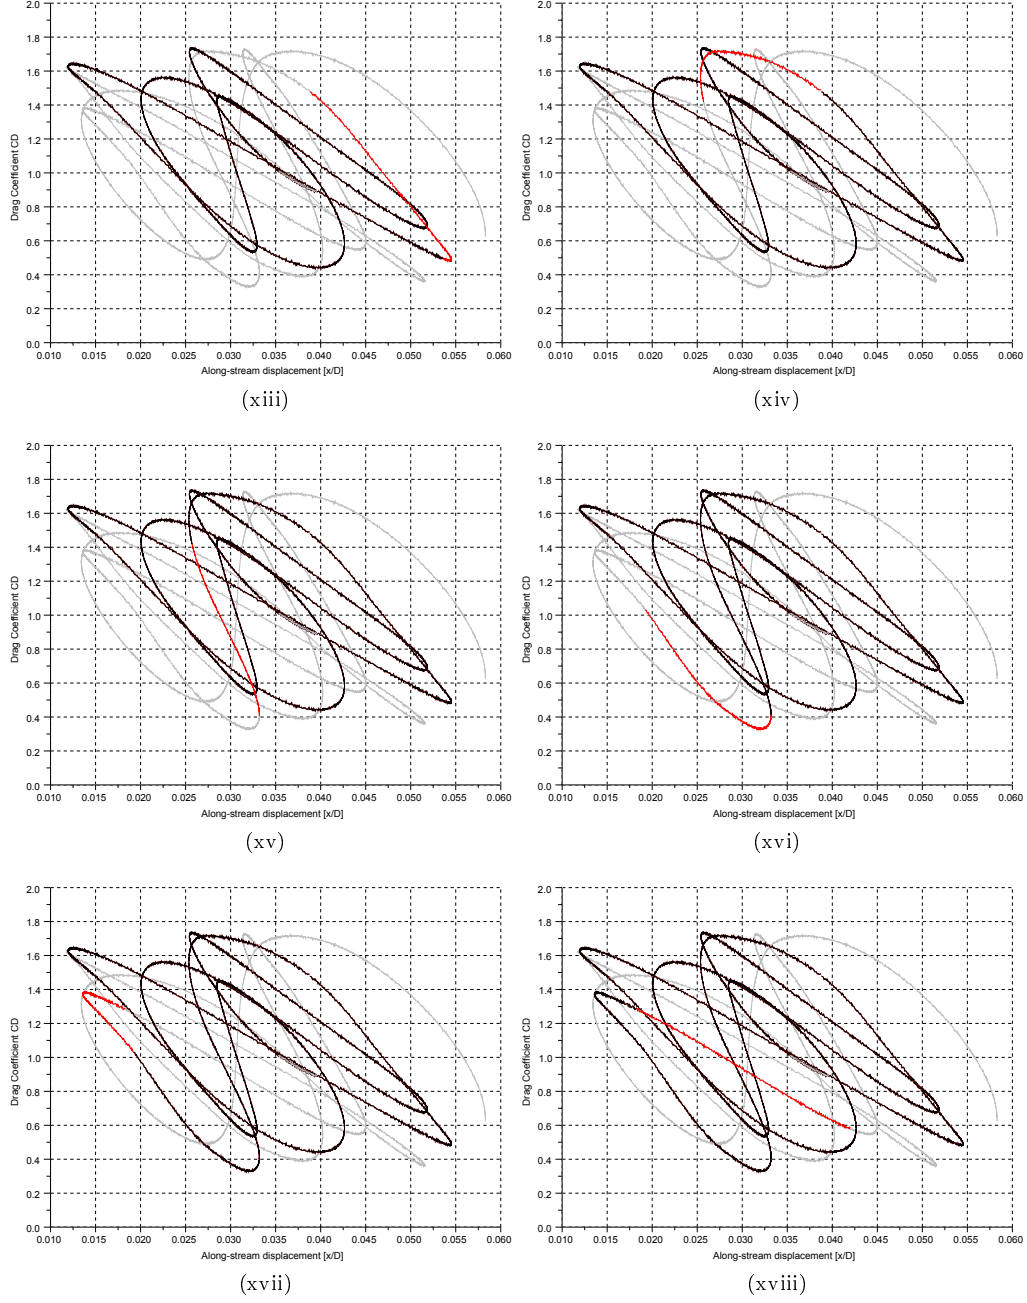 2.0 2.0
1.8 1.8
1.6 1.6
1.4 1.4
1.2 1.2
1.0 1.0
0.8 0.8
0.6 0.6
0.4 0.4
0.2 0.2
0.0 0.0
Drag Coefficient CD Drag Coefficient CD
0.010 0.015 0.020 0.025 0.030 0.035 0.040 0.045 0.050 0.055 0.060 0.010 0.015 0.020 0.025 0.030 0.035 0.040 0.045 0.050 0.055 0.060
Along-stream displacement [x/D] Along-stream displacement [x/D]
(xiii) (xiv)
2.0 2.0
1.8 1.8
1.6 1.6
1.4 1.4
1.2 1.2
1.0 1.0
0.8 0.8
0.6 0.6
0.4 0.4
0.2 0.2
0.0 0.0
Drag Coefficient CD Drag Coefficient CD
0.010 0.015 0.020 0.025 0.030 0.035 0.040 0.045 0.050 0.055 0.060 0.010 0.015 0.020 0.025 0.030 0.035 0.040 0.045 0.050 0.055 0.060
Along-stream displacement [x/D] Along-stream displacement [x/D]
(xv) (xvi)
2.0 2.0
1.8 1.8
1.6 1.6
1.4 1.4
1.2 1.2
1.0 1.0
0.8 0.8
0.6 0.6
0.4 0.4
0.2 0.2
0.0 0.0
Drag Coefficient CD Drag Coefficient CD
0.010 0.015 0.020 0.025 0.030 0.035 0.040 0.045 0.050 0.055 0.060 0.010 0.015 0.020 0.025 0.030 0.035 0.040 0.045 0.050 0.055 0.060
Along-stream displacement [x/D] Along-stream displacement [x/D]
(xvii) (xviii)